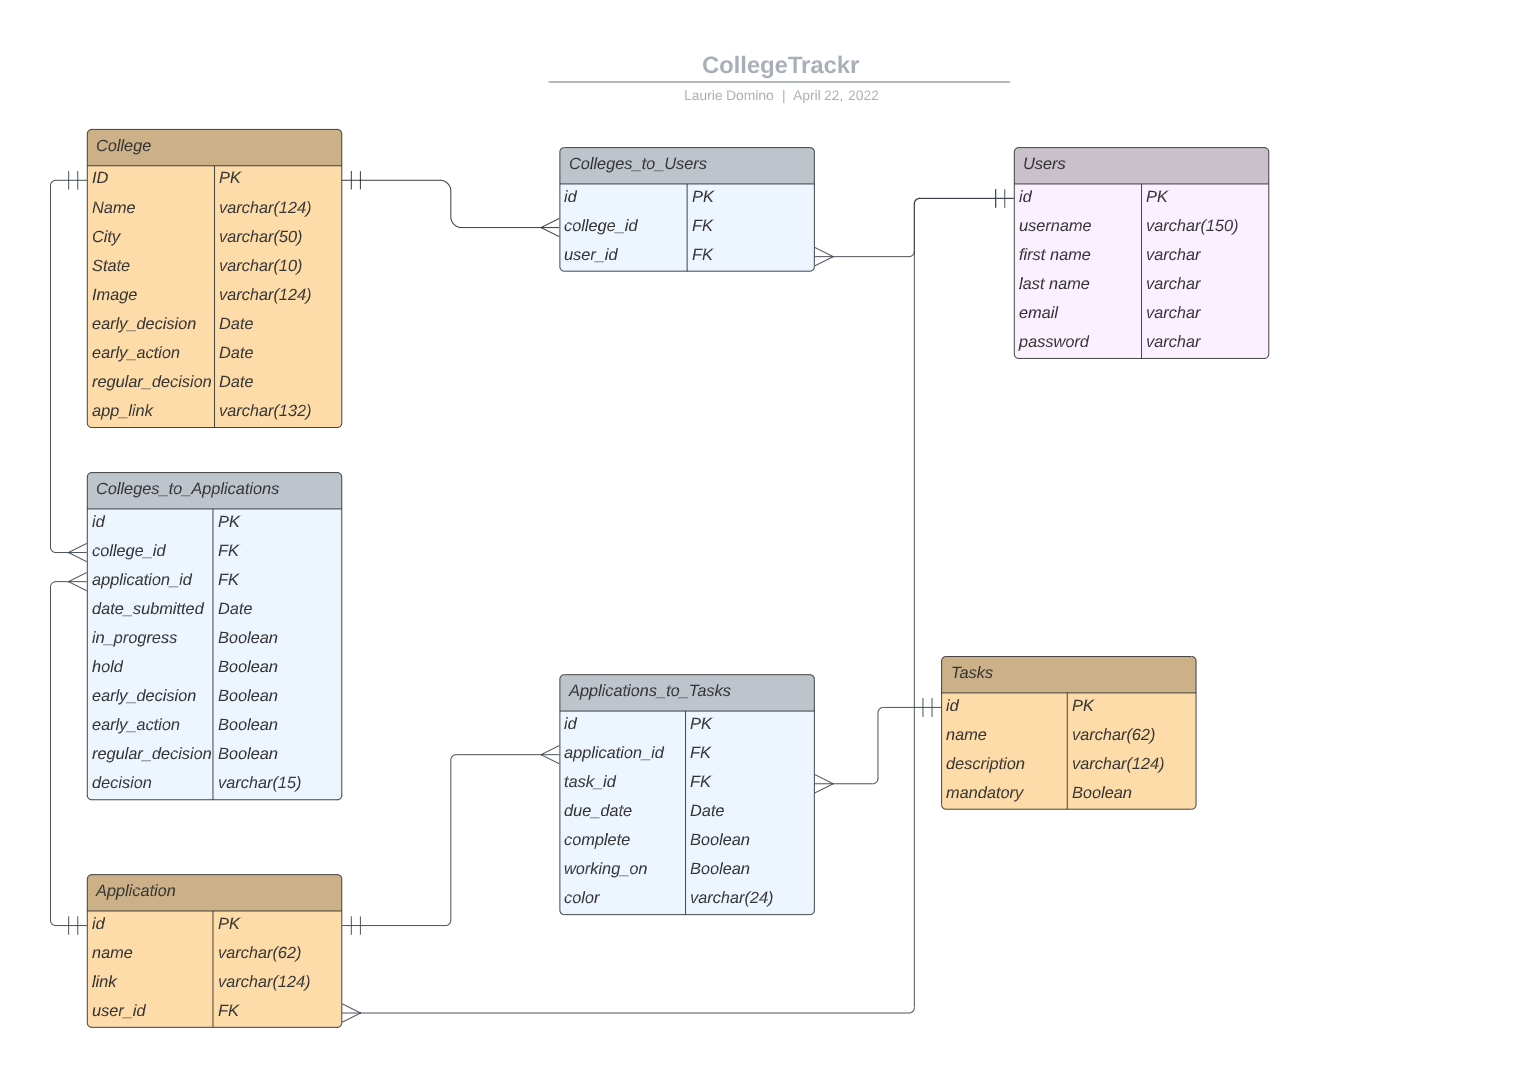 CollegeTrackr
Laurie Domino | April 22, 2022
College
ID PK
Name varchar(124)
City varchar(50)
State varchar(10)
Image varchar(124)
early_decision Date
early_action Date
regular_decision Date
app_link varchar(132)
Colleges_to_Users
id PK
college_id FK
user_id FK
Users
id PK
username varchar(150)
first name varchar
last name varchar
email varchar
password varchar
Colleges_to_Applications
id PK
college_id FK
application_id FK
date_submitted Date
in_progress Boolean
hold Boolean
early_decision Boolean
early_action Boolean
regular_decision Boolean
decision varchar(15)
Applications_to_Tasks
id PK
application_id FK
task_id FK
due_date Date
complete Boolean
working_on Boolean
color varchar(24)
Tasks
id PK
name varchar(62)
description varchar(124)
mandatory Boolean
Application
id PK
name varchar(62)
link varchar(124)
user_id FK